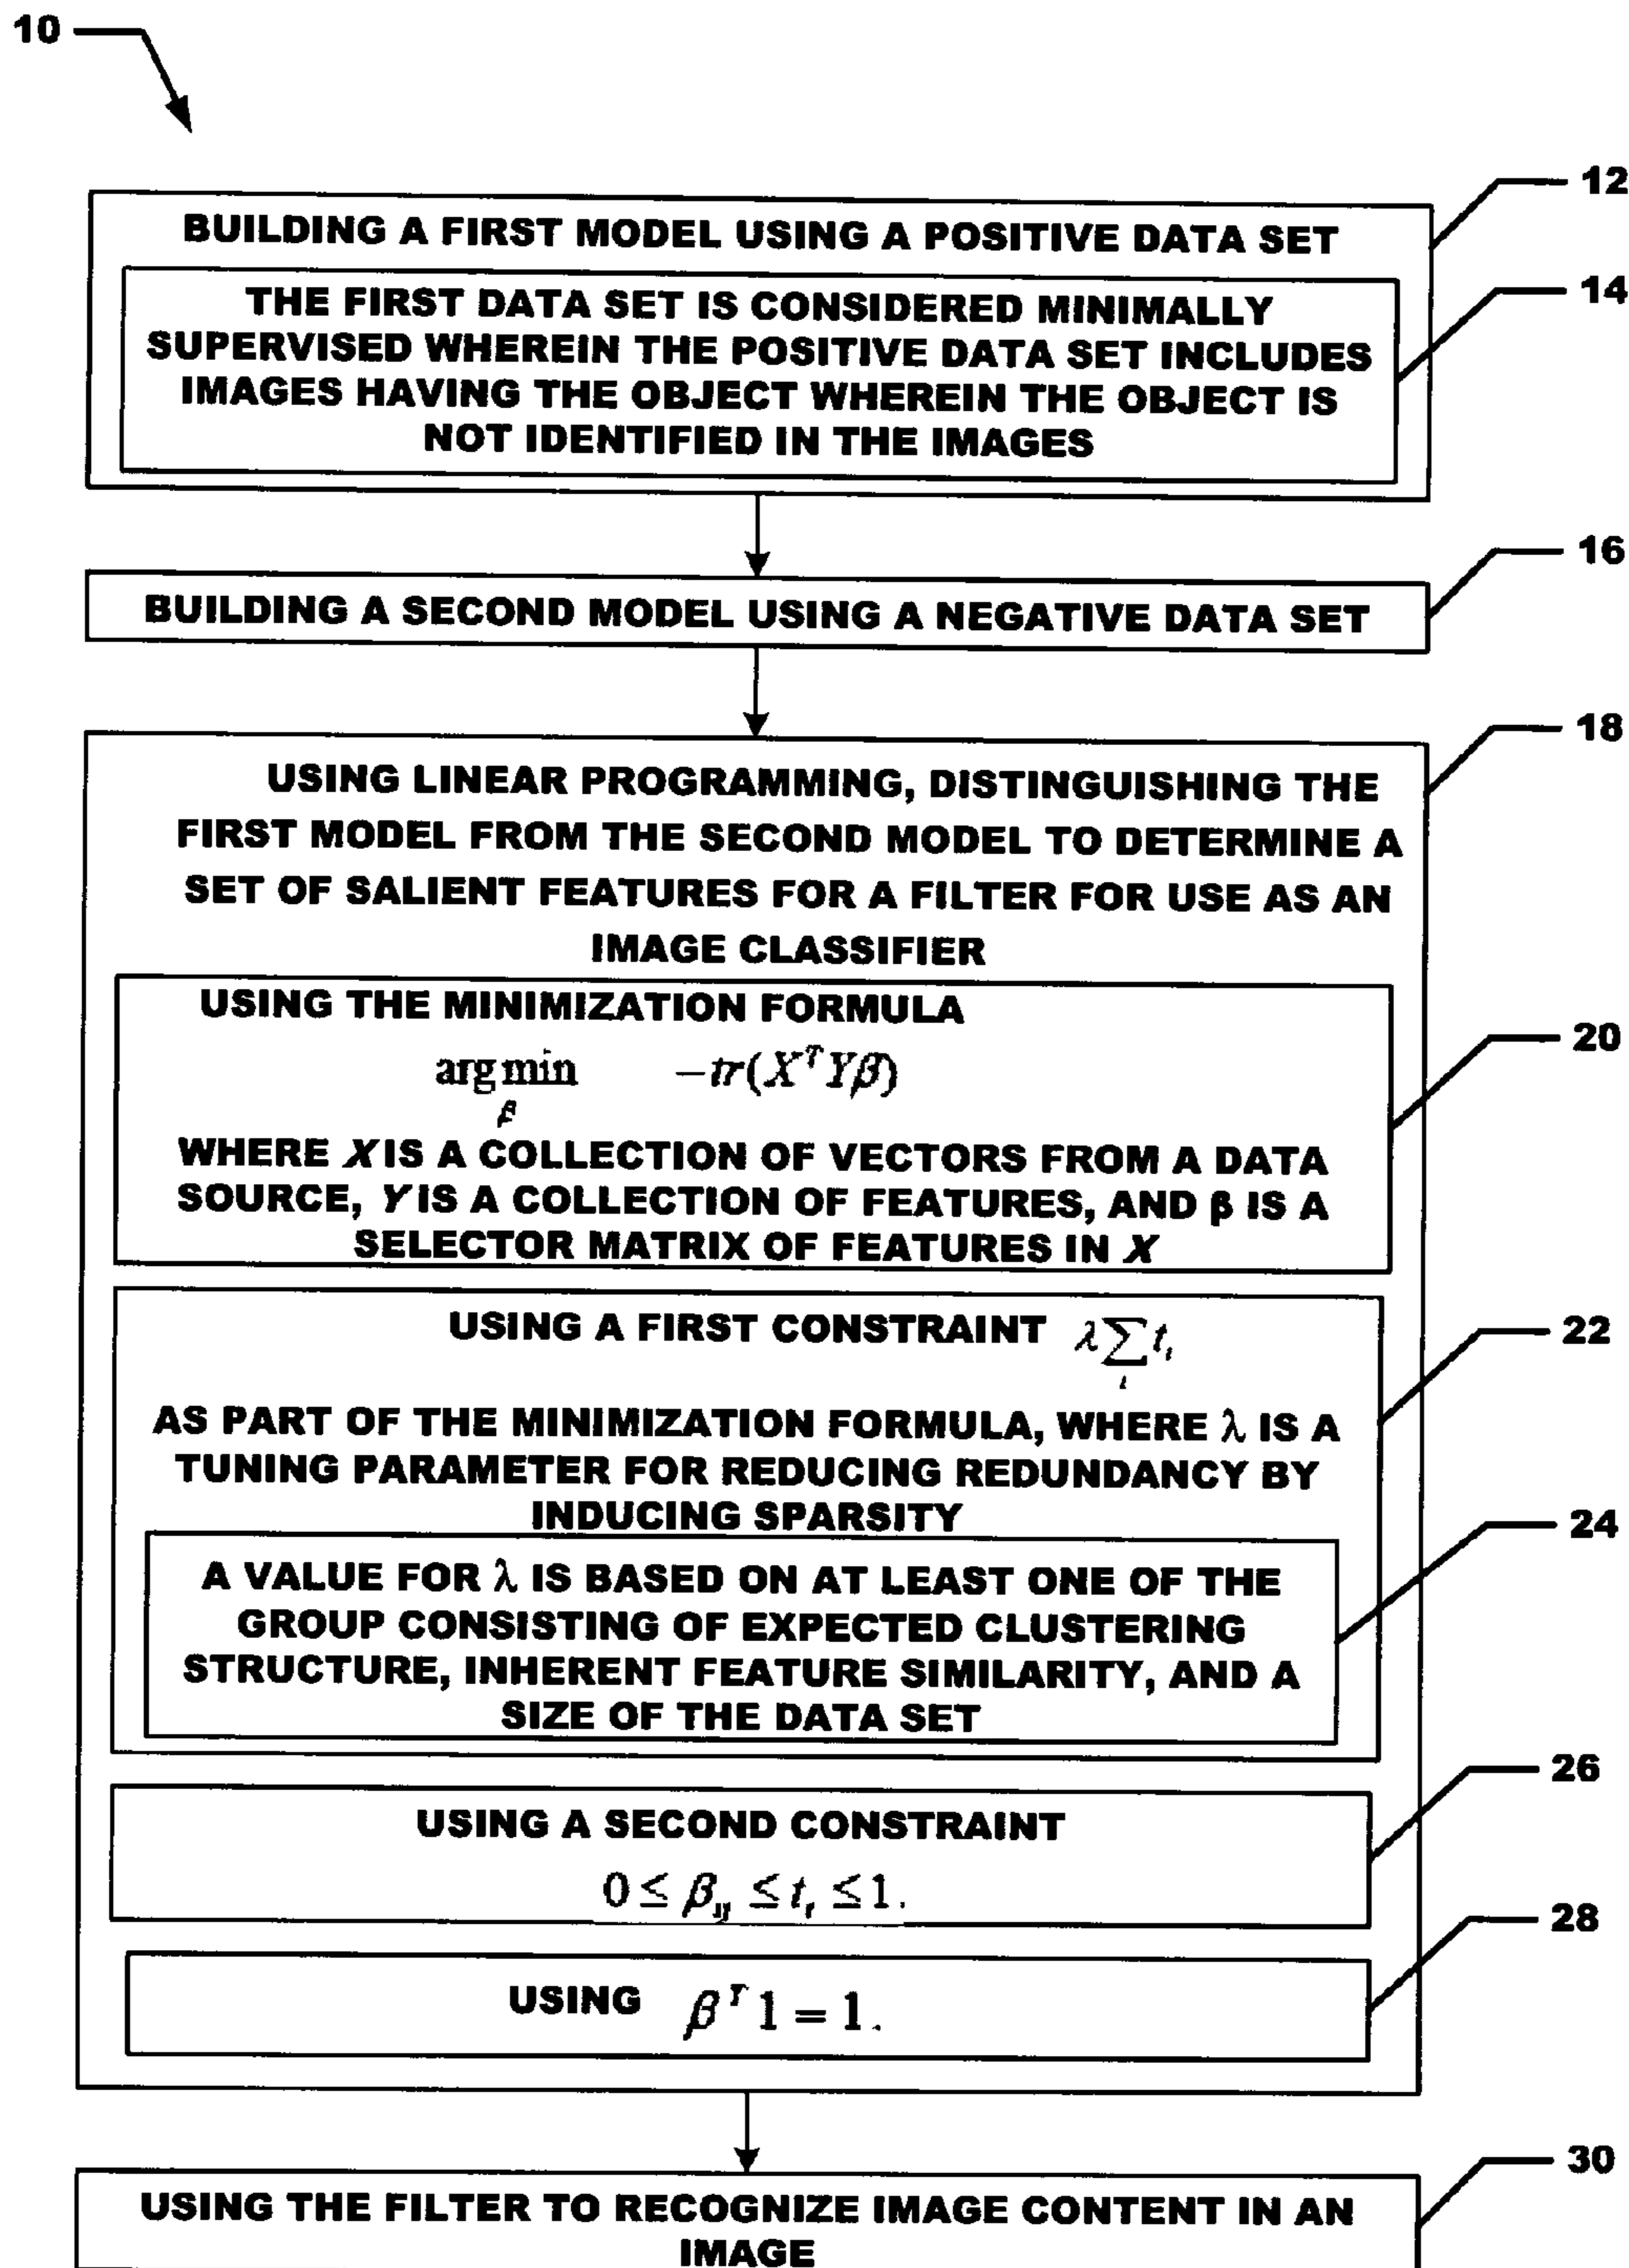 10
12
BUILDING A FIRST MODEL USING A POSITIVE DATA SET
14
THE FIRST DATA SET IS CONSIDERED MINIMALLY
SUPERVISED WHEREIN THE POSITIVE DATA SET INCLUDES
IMAGES HAVING THE OBJECT WHEREIN THE OBJECT IS
NOT IDENTIFIED IN THE IMAGES
16
BUILDING A SECOND MODEL USING A NEGATIVE DATA SET
18
USING LINEAR PROGRAMMING, DISTINGUISHING THE
FIRST MODEL FROM THE SECOND MODEL TO DETERMINE A
SET OF SALIENT FEATURES FOR A FILTER FOR USE AS AN
IMAGE CLASSIFIER
USING THE MINIMIZATION FORMULA
20
arg min −tr(X^T Yβ)
β
WHERE X IS A COLLECTION OF VECTORS FROM A DATA
SOURCE, Y IS A COLLECTION OF FEATURES, AND β IS A
SELECTOR MATRIX OF FEATURES IN X
USING A FIRST CONSTRAINT λ∑t_i
i
22
AS PART OF THE MINIMIZATION FORMULA, WHERE λ IS A
TUNING PARAMETER FOR REDUCING REDUNDANCY BY
INDUCING SPARSITY
24
A VALUE FOR λ IS BASED ON AT LEAST ONE OF THE
GROUP CONSISTING OF EXPECTED CLUSTERING
STRUCTURE, INHERENT FEATURE SIMILARITY, AND A
SIZE OF THE DATA SET
26
USING A SECOND CONSTRAINT
0 ≤ β_ij ≤ t_i ≤ 1.
28
USING β^T 1 = 1.
30
USING THE FILTER TO RECOGNIZE IMAGE CONTENT IN AN
IMAGE